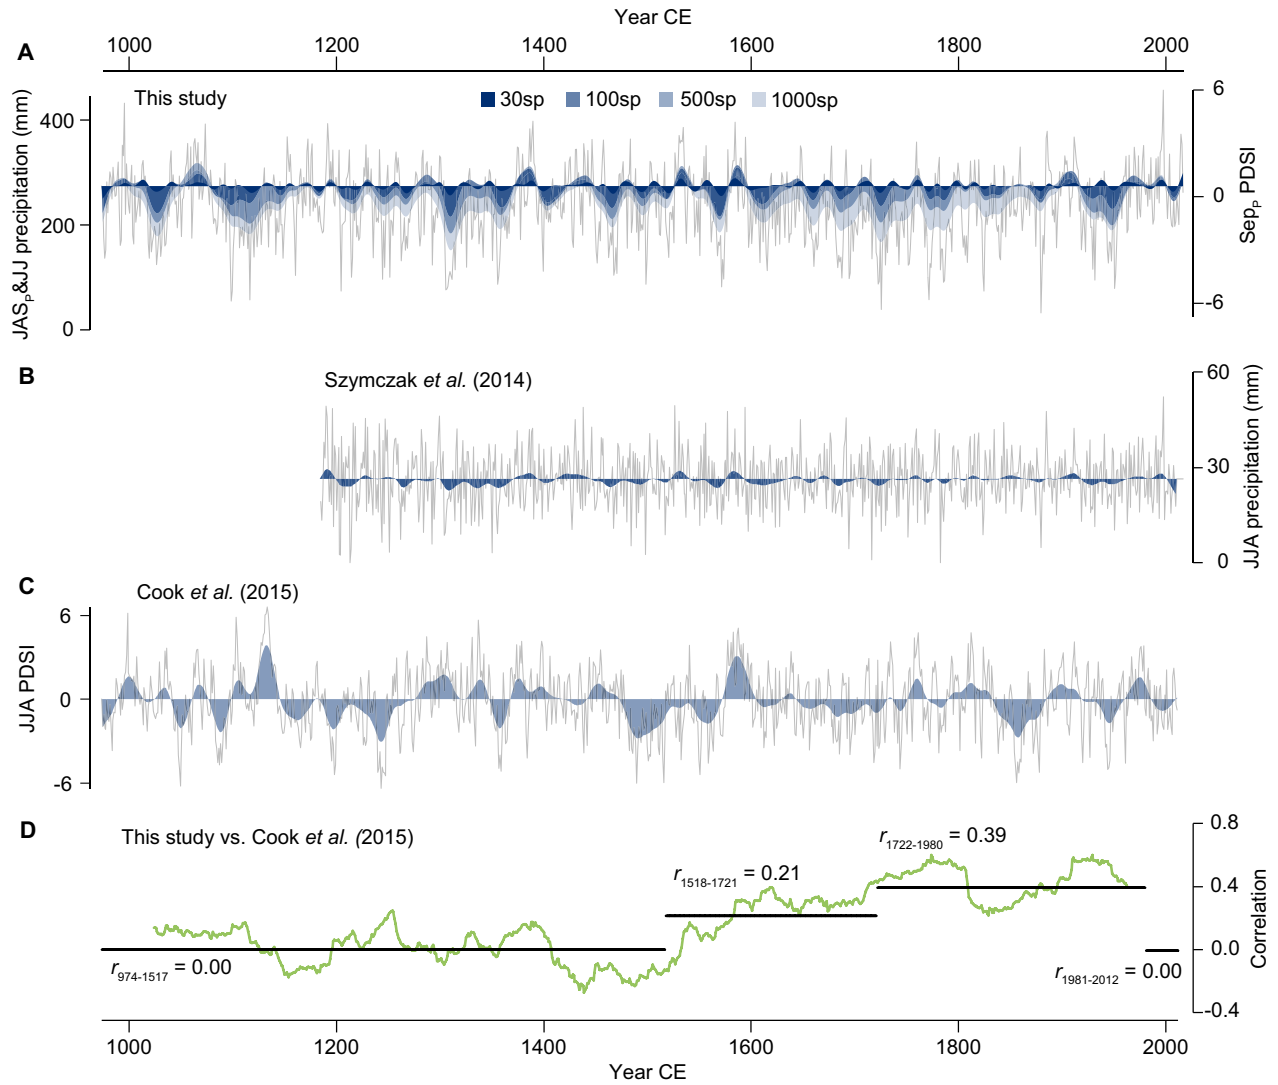 Year CE
1000 1200 1400 1600 1800 2000
A
This study
30sp 100sp 500sp 1000sp
400
200
0
JASP&JJ precipitation (mm)
6
0
-6
SepP PDSI
B
Szymczak et al. (2014)
60
30
0
JJA precipitation (mm)
C
Cook et al. (2015)
6
0
-6
JJA PDSI
D
This study vs. Cook et al. (2015)
r974-1517 = 0.00
r1518-1721 = 0.21
r1722-1980 = 0.39
r1981-2012 = 0.00
0.8
0.4
0.0
-0.4
Correlation
1000 1200 1400 1600 1800 2000
Year CE